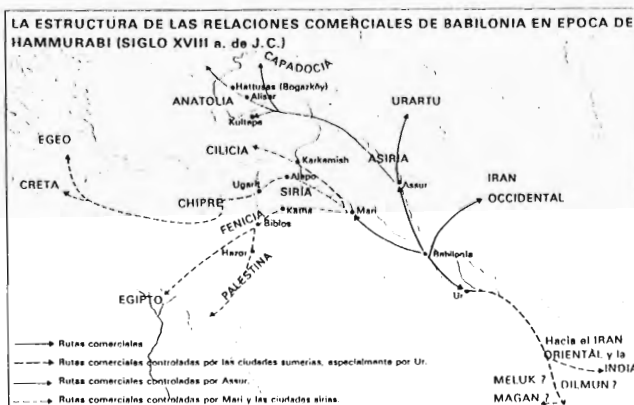 LA ESTRUCTURA DE LAS RELACIONES COMERCIALES DE BABILONIA EN EPOCA DE
HAMMURABI (SIGLO XVIII a. de J.C.)
CAPADOCIA
Hattusas (Bogazköy)
Alisar
ANATOLIA
Kultepe
URARTU
EGEO
CILICIA
Karkemish
ASIRIA
CRETA
Ugarit
Alepo
SIRIA
Assur
IRAN
OCCIDENTAL
CHIPRE
Kama
Mari
FENICIA
Biblos
Hazor
Babilonia
PALESTINA
EGIPTO
Ur
Hacia el IRAN
ORIENTAL y la
INDIA
MELUK ?
DILMUN ?
MAGAN ?
Rutas comerciales
Rutas comerciales controladas por las ciudades sumerias, especialmente por Ur.
Rutas comerciales controladas por Assur.
Rutas comerciales controladas por Mari y las ciudades sirias.